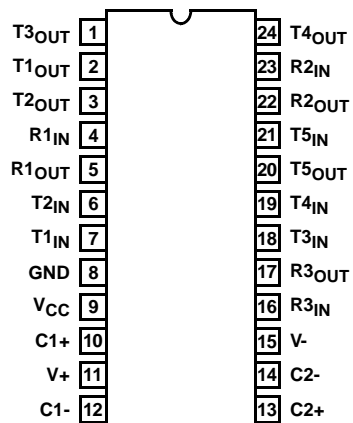 T3OUT 1 24 T4OUT
T1OUT 2 23 R2IN
T2OUT 3 22 R2OUT
R1IN 4 21 T5IN
R1OUT 5 20 T5OUT
T2IN 6 19 T4IN
T1IN 7 18 T3IN
GND 8 17 R3OUT
VCC 9 16 R3IN
C1+ 10 15 V-
V+ 11 14 C2-
C1- 12 13 C2+